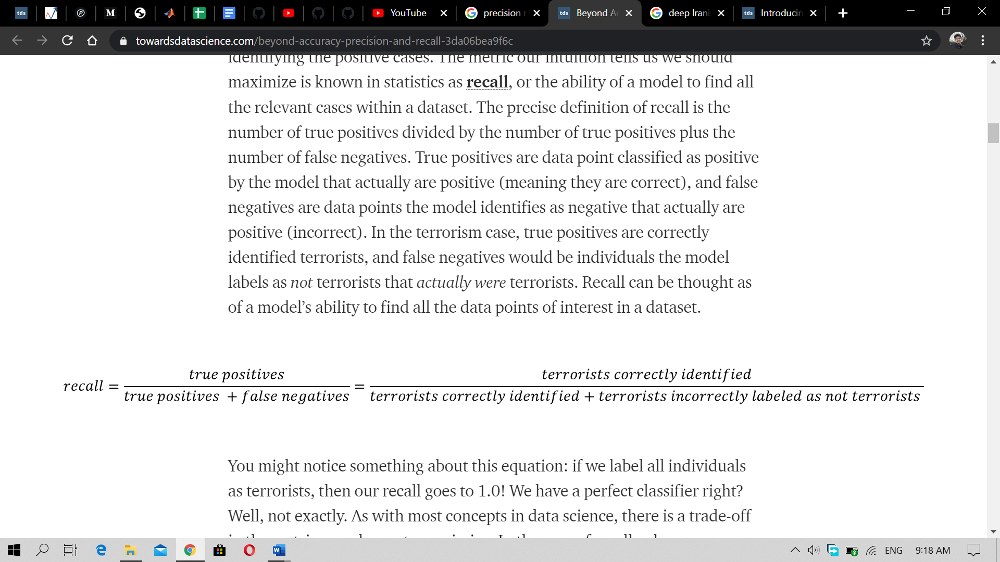 tds
M
YouTube
precision
tds
Beyond A
deep Irani
tds
Introducin
towardsdatascience.com/beyond-accuracy-precision-and-recall-3da06bea9f6c
identifying the positive cases. The metric our intuition tells us we should
maximize is known in statistics as recall, or the ability of a model to find all
the relevant cases within a dataset. The precise definition of recall is the
number of true positives divided by the number of true positives plus the
number of false negatives. True positives are data point classified as positive
by the model that actually are positive (meaning they are correct), and false
negatives are data points the model identifies as negative that actually are
positive (incorrect). In the terrorism case, true positives are correctly
identified terrorists, and false negatives would be individuals the model
labels as not terrorists that actually were terrorists. Recall can be thought as
of a model’s ability to find all the data points of interest in a dataset.
true positives
terrorists correctly identified
recall = =
true positives + false negatives
terrorists correctly identified + terrorists incorrectly labeled as not terrorists
You might notice something about this equation: if we label all individuals
as terrorists, then our recall goes to 1.0! We have a perfect classifier right?
Well, not exactly. As with most concepts in data science, there is a trade-off
ENG
9:18 AM